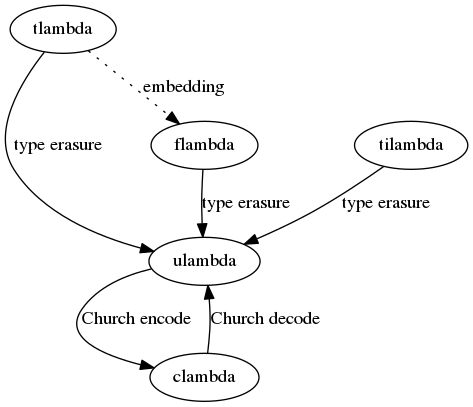 tlambda
embedding
type erasure
flambda
tilambda
type erasure
type erasure
ulambda
Church encode
Church decode
clambda